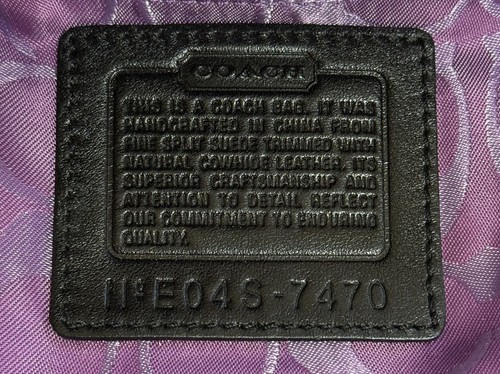 COACH
THIS IS A COACH BAG. IT WAS
HANDCRAFTED IN CHINA FROM
FINE SPLIT SUEDE TRIMMED WITH
NATURAL COWHIDE LEATHER. ITS
SUPERIOR CRAFTSMANSHIP AND
ATTENTION TO DETAIL REFLECT
OUR COMMITMENT TO ENDURING
QUALITY.
Nº E04S-7470